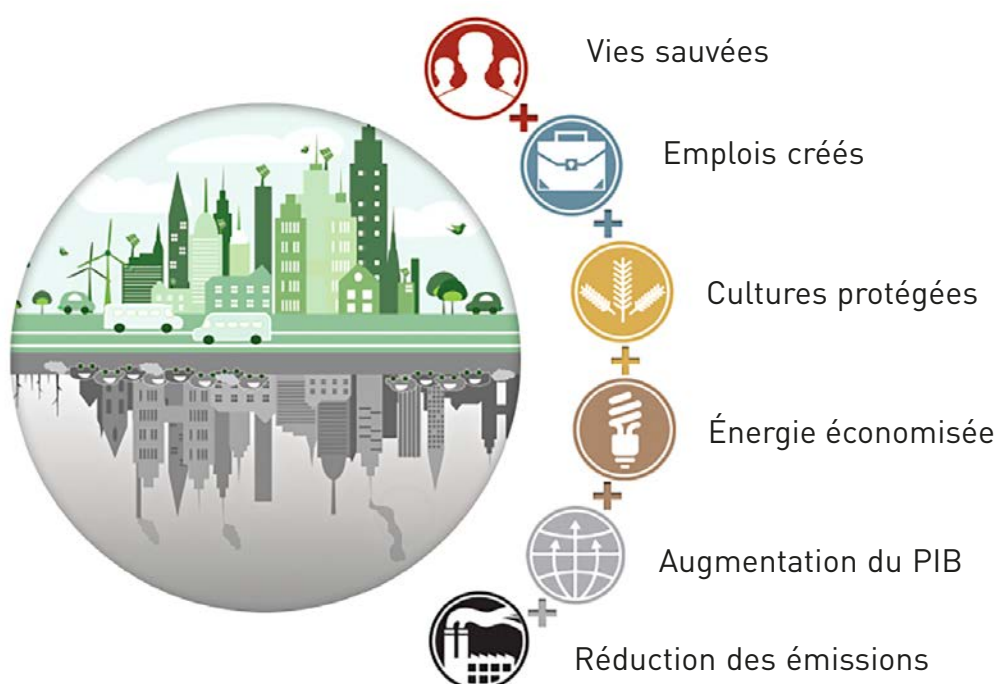 Vies sauvées
Emplois créés
Cultures protégées
Énergie économisée
Augmentation du PIB
Réduction des émissions